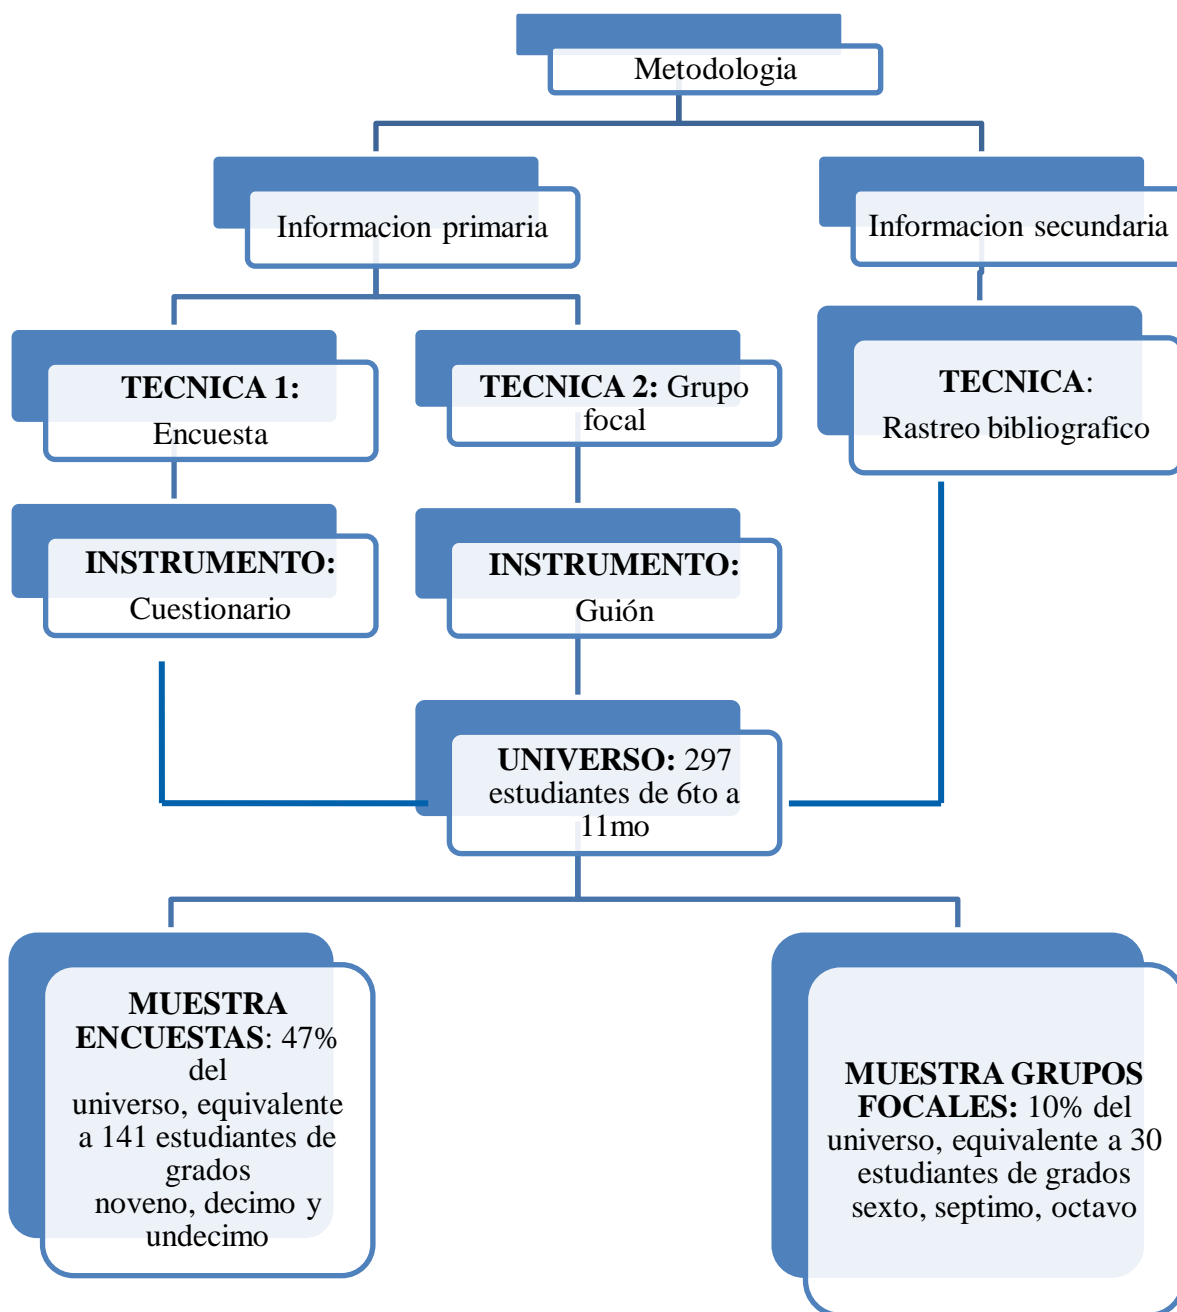 Metodologia
Informacion primaria
Informacion secundaria
TECNICA 1:
Encuesta
TECNICA 2: Grupo
focal
TECNICA:
Rastreo bibliografico
INSTRUMENTO:
Cuestionario
INSTRUMENTO:
Guión
UNIVERSO: 297
estudiantes de 6to a
11mo
MUESTRA
ENCUESTAS: 47%
del
universo, equivalente
a 141 estudiantes de
grados
noveno, decimo y
undecimo
MUESTRA GRUPOS
FOCALES: 10% del
universo, equivalente a 30
estudiantes de grados
sexto, septimo, octavo